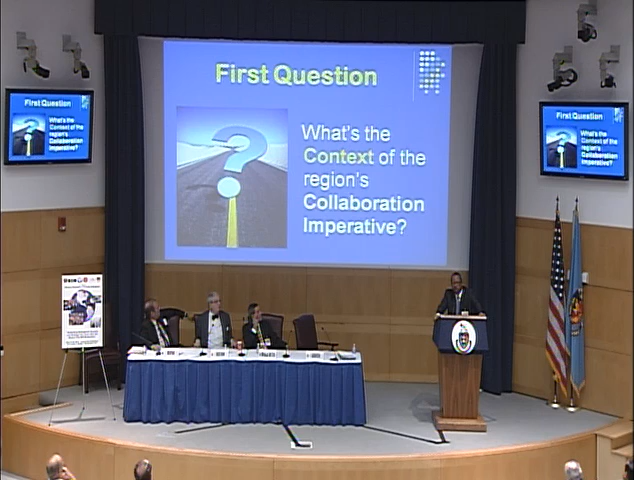 First Question
What's the
Context of the
region's
Collaboration
Imperative?
First Question
What's the
Context of the
region's
Collaboration
Imperative?
First Question
What's the
Context of the
region's
Collaboration
Imperative?